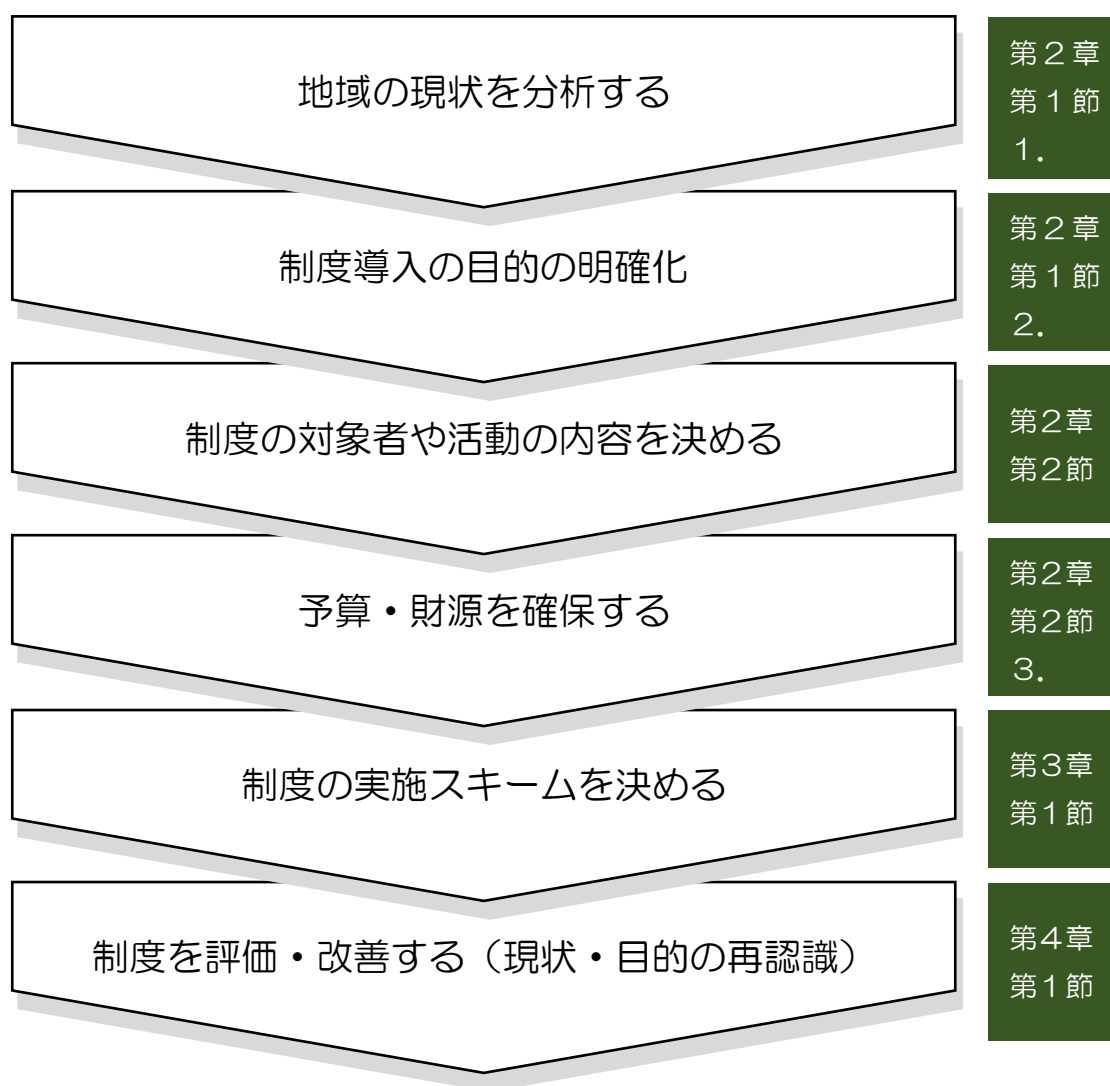 地域の現状を分析する
第２章
第１節
１．
制度導入の目的の明確化
第２章
第１節
２．
制度の対象者や活動の内容を決める
第２章
第２節
予算・財源を確保する
第２章
第２節
３．
制度の実施スキームを決める
第３章
第１節
制度を評価・改善する（現状・目的の再認識）
第４章
第１節